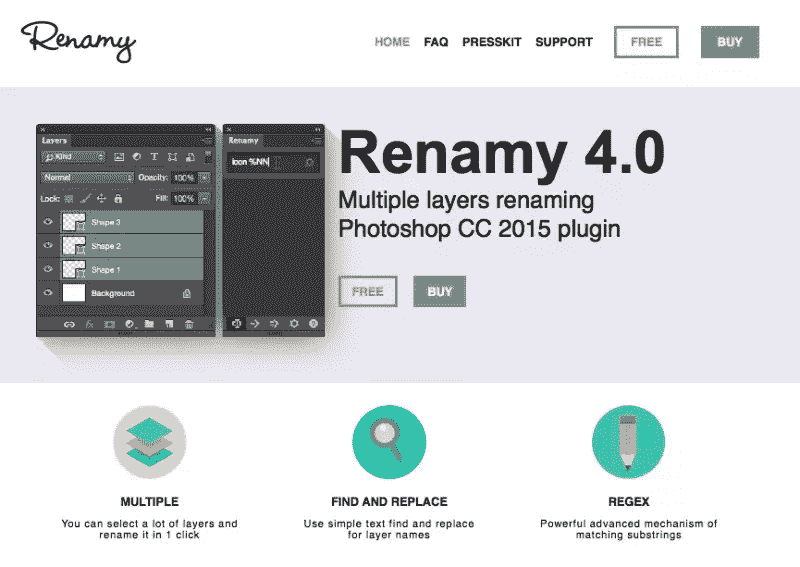 Renamy
HOME FAQ PRESSKIT SUPPORT FREE BUY
Layers
Kind
Normal Opacity: 100%
Lock: Fill: 100%
Shape 3
Shape 2
Shape 1
Background
fx
Renamy
icon %NN
Renamy 4.0
Multiple layers renaming
Photoshop CC 2015 plugin
FREE BUY
MULTIPLE
You can select a lot of layers and
rename it in 1 click
FIND AND REPLACE
Use simple text find and replace
for layer names
REGEX
Powerful advanced mechanism of
matching substrings